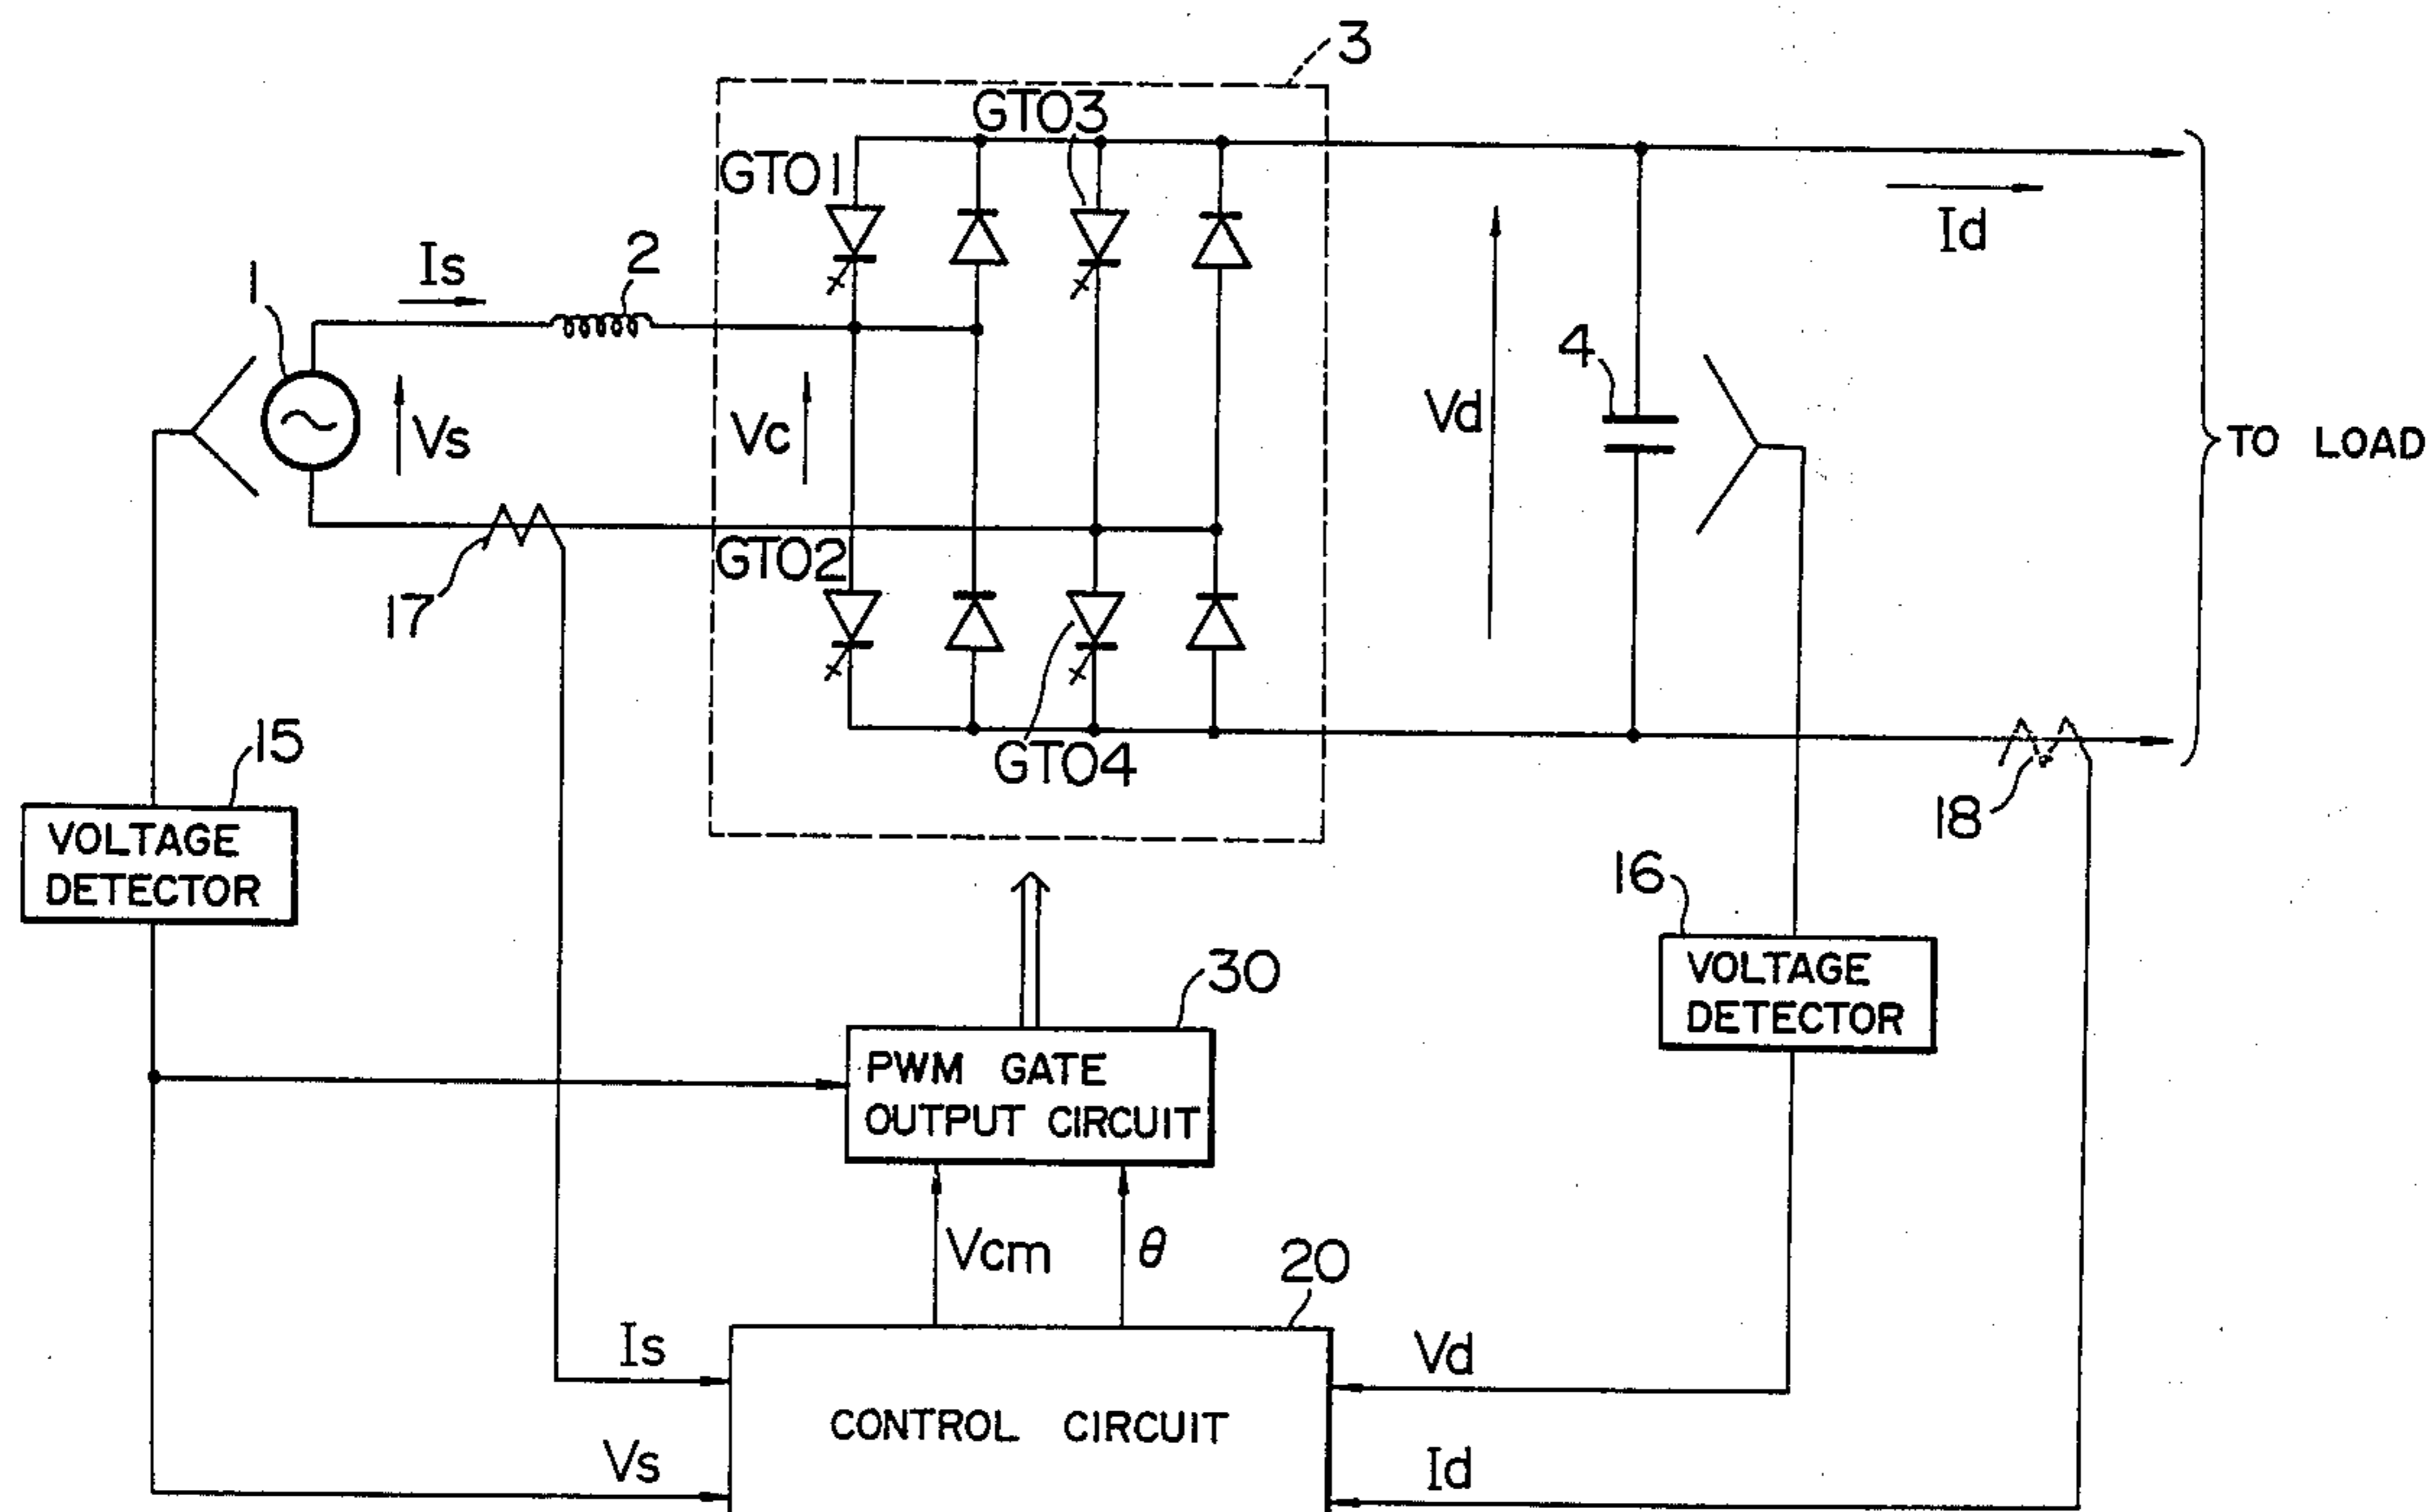 3
GTO3
GTO1
Is
2
Id
1
4
Vs
Vc
Vd
TO LOAD
GTO2
17
15
GTO4
18
VOLTAGE
DETECTOR
16
30
VOLTAGE
DETECTOR
PWM GATE
OUTPUT CIRCUIT
Vcm
θ
20
Is
Vd
CONTROL CIRCUIT
Vs
Id